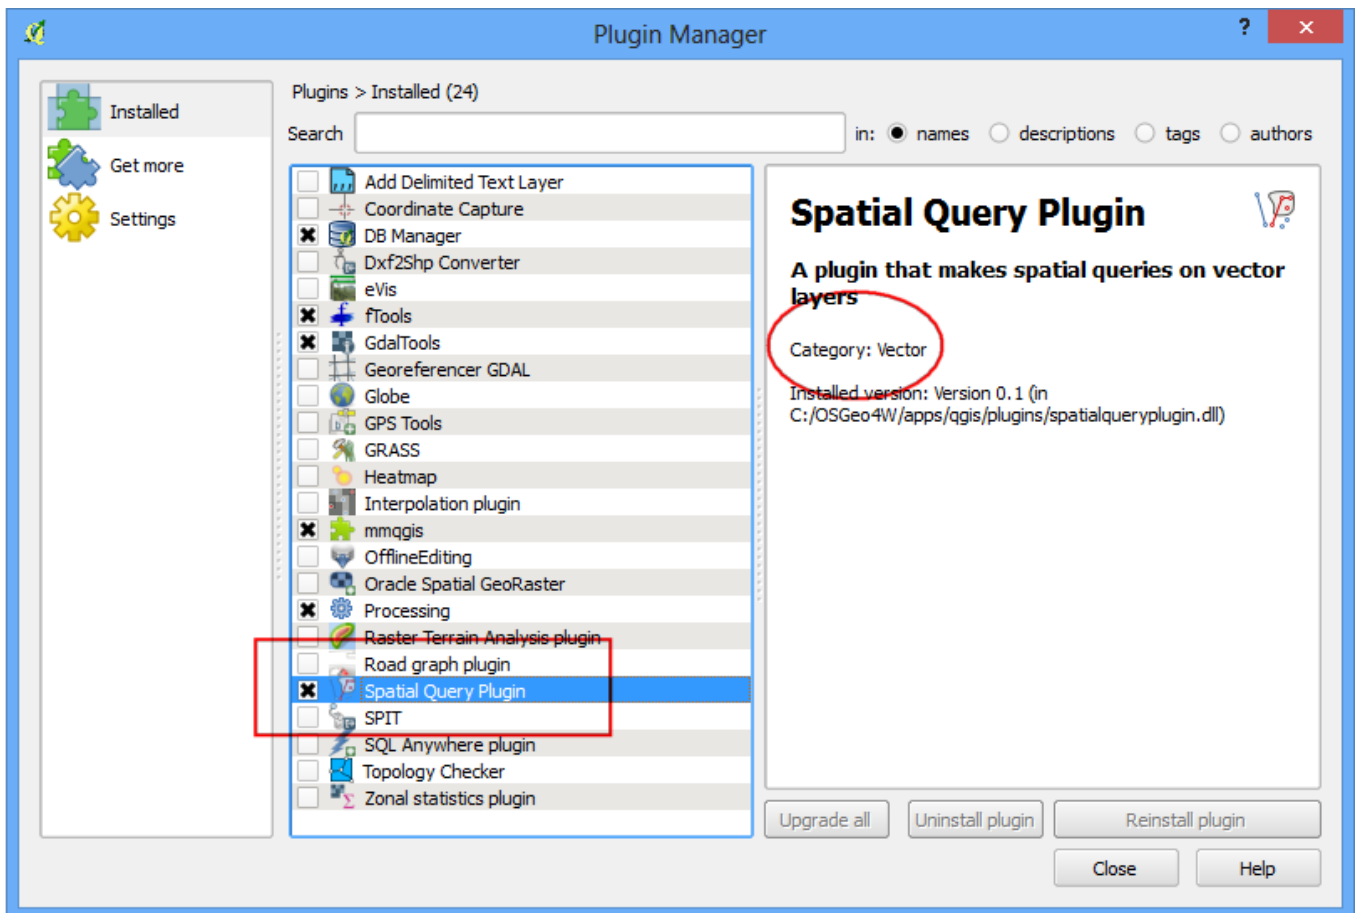 Plugin Manager
?
Installed
Get more
Settings
Plugins > Installed (24)
Search
in: names descriptions tags authors
Add Delimited Text Layer
Coordinate Capture
DB Manager
Dxf2Shp Converter
eVis
fTools
GdalTools
Georeferencer GDAL
Globe
GPS Tools
GRASS
Heatmap
Interpolation plugin
mmqgis
OfflineEditing
Oracle Spatial GeoRaster
Processing
Raster Terrain Analysis plugin
Road graph plugin
Spatial Query Plugin
SPIT
SQL Anywhere plugin
Topology Checker
Zonal statistics plugin
Spatial Query Plugin
A plugin that makes spatial queries on vector
layers
Category: Vector
Installed version: Version 0.1 (in
C:/OSGeo4W/apps/qgis/plugins/spatialqueryplugin.dll)
Upgrade all
Uninstall plugin
Reinstall plugin
Close
Help